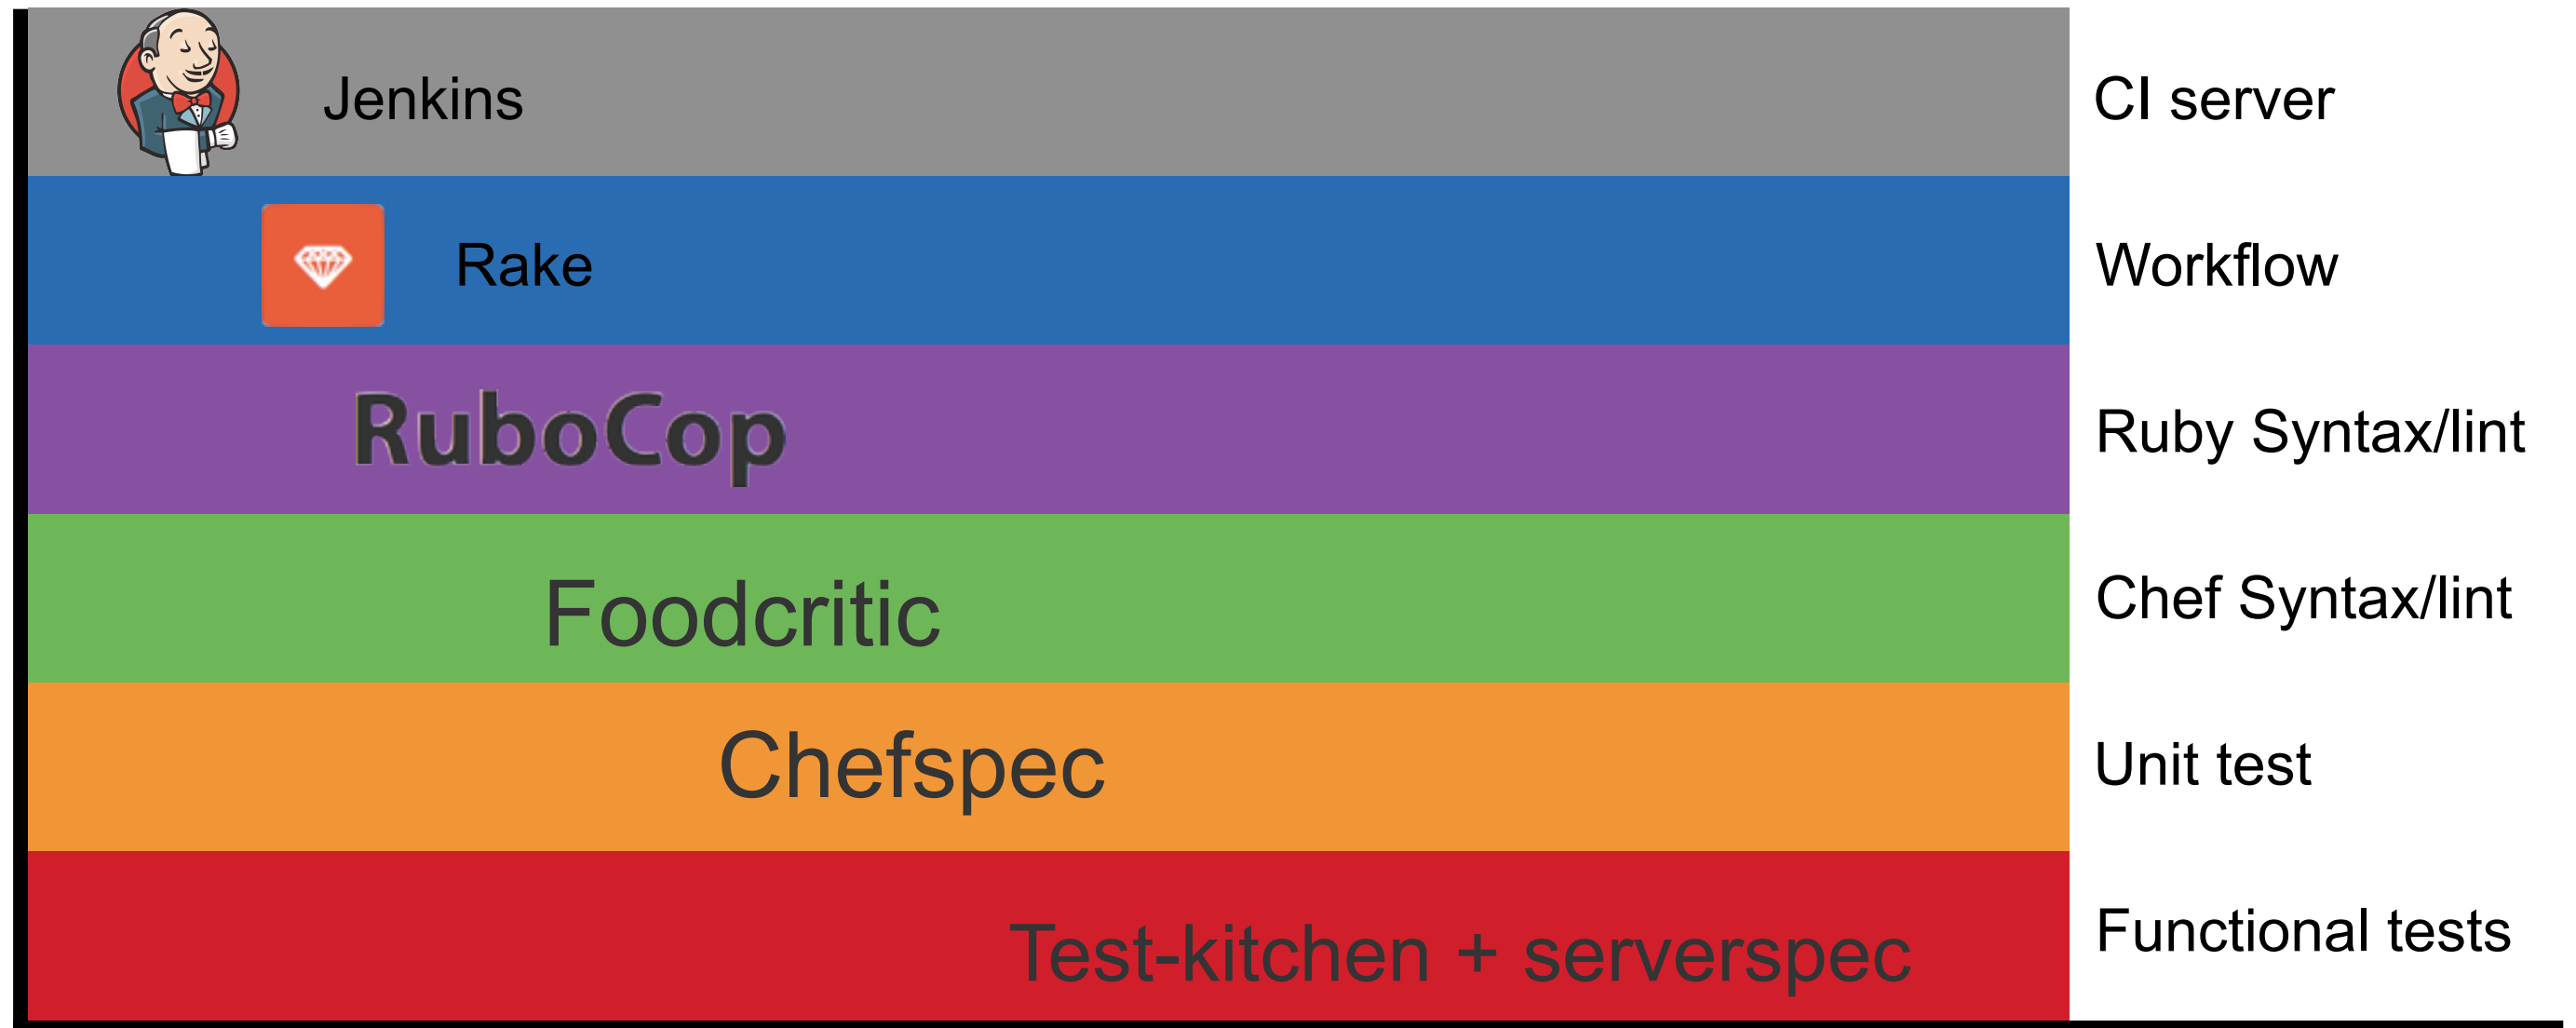 Jenkins
CI server
Rake
Workflow
RuboCop
Ruby Syntax/lint
Foodcritic
Chef Syntax/lint
Chefspec
Unit test
Test-kitchen + serverspec
Functional tests